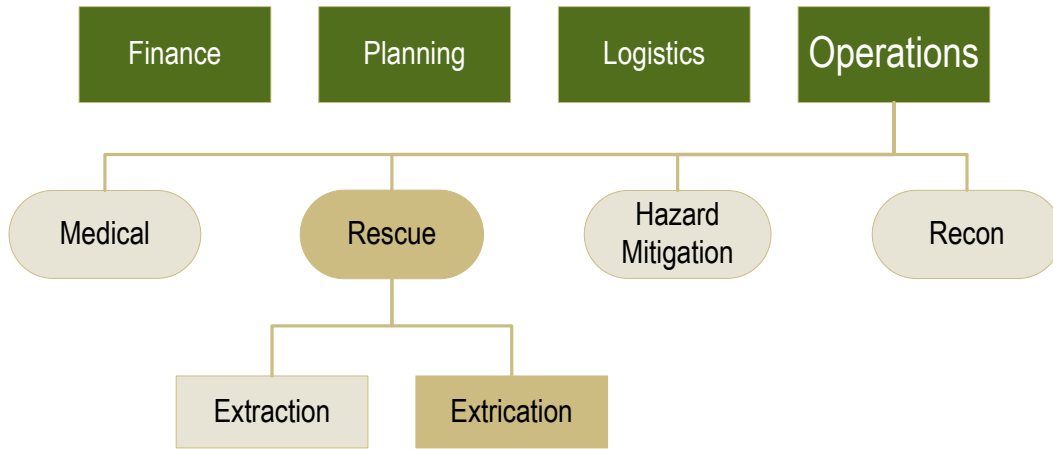 Finance
Planning
Logistics
Operations
Medical
Rescue
Hazard
Mitigation
Recon
Extraction
Extrication